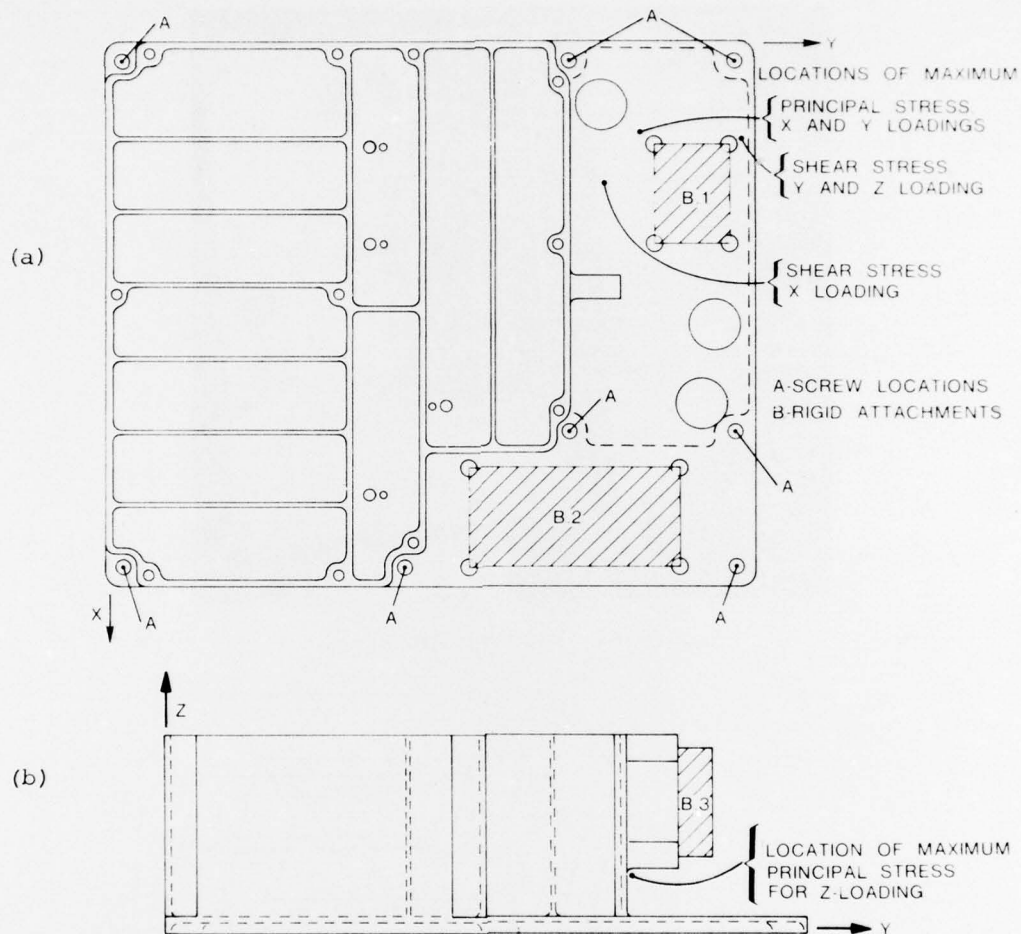 A
A
Y
LOCATIONS OF MAXIMUM
PRINCIPAL STRESS
X AND Y LOADINGS
SHEAR STRESS
Y AND Z LOADING
B.1
(a)
SHEAR STRESS
X LOADING
A-SCREW LOCATIONS
B-RIGID ATTACHMENTS
A
A
B.2
X
A
A
A
Z
(b)
B.3
LOCATION OF MAXIMUM
PRINCIPAL STRESS
FOR Z-LOADING
Y